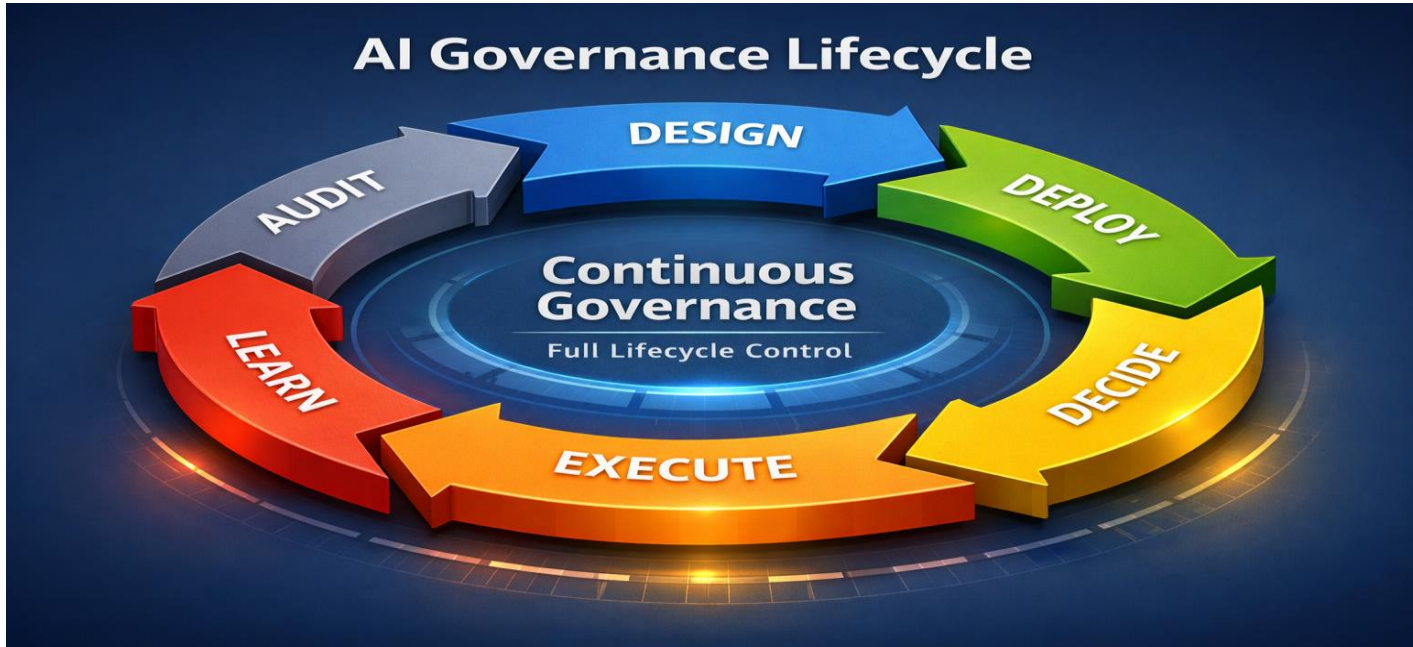 AI Governance Lifecycle
DESIGN
DEPLOY
DECIDE
EXECUTE
LEARN
AUDIT
Continuous
Governance
Full Lifecycle Control